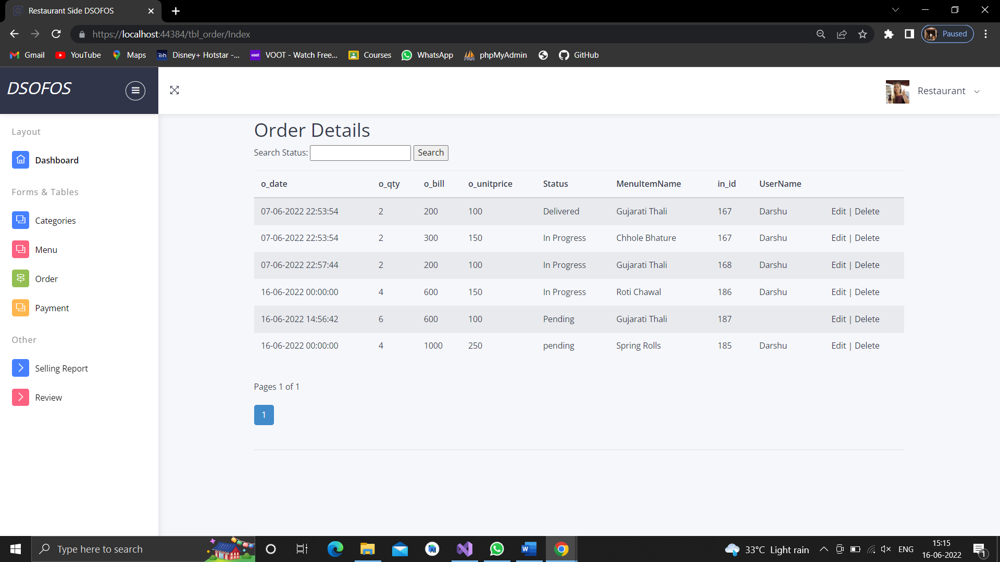 Restaurant Side DSOFOS
https://localhost:44384/tbl_order/Index
Paused
Gmail YouTube Maps Disney+ Hotstar -... VOOT - Watch Free... Courses WhatsApp phpMyAdmin GitHub
DSOFOS
Restaurant
Layout
Dashboard
Forms & Tables
Categories
Menu
Order
Payment
Other
Selling Report
Review
Order Details
Search Status: Search
o_date o_qty o_bill o_unitprice Status MenuItemName in_id UserName
07-06-2022 22:53:54 2 200 100 Delivered Gujarati Thali 167 Darshu Edit | Delete
07-06-2022 22:53:54 2 300 150 In Progress Chhole Bhature 167 Darshu Edit | Delete
07-06-2022 22:57:44 2 200 100 In Progress Gujarati Thali 168 Darshu Edit | Delete
16-06-2022 00:00:00 4 600 150 In Progress Roti Chawal 186 Darshu Edit | Delete
16-06-2022 14:56:42 6 600 100 Pending Gujarati Thali 187 Edit | Delete
16-06-2022 00:00:00 4 1000 250 pending Spring Rolls 185 Darshu Edit | Delete
Pages 1 of 1
1
Type here to search
33°C Light rain
ENG
15:15
16-06-2022
1